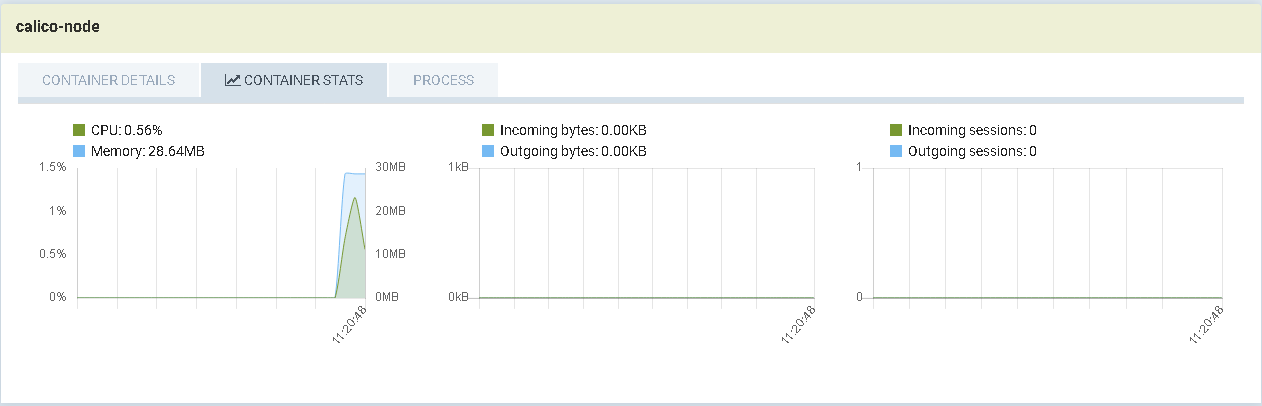 calico-node
CONTAINER DETAILS
CONTAINER STATS
PROCESS
CPU: 0.56%
Memory: 28.64MB
1.5%
1%
0.5%
0%
30MB
20MB
10MB
0MB
11:20:48
Incoming bytes: 0.00KB
Outgoing bytes: 0.00KB
1kB
0kB
11:20:48
Incoming sessions: 0
Outgoing sessions: 0
1
0
11:20:48